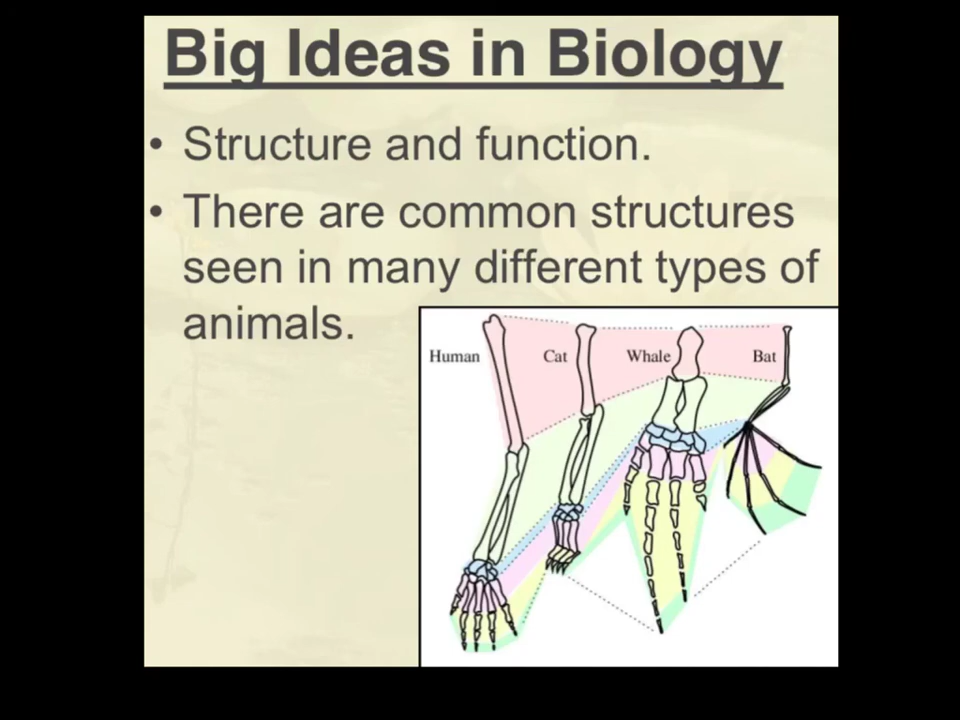 Big Ideas in Biology
• Structure and function.
• There are common structures
seen in many different types of
animals.
Human Cat Whale Bat